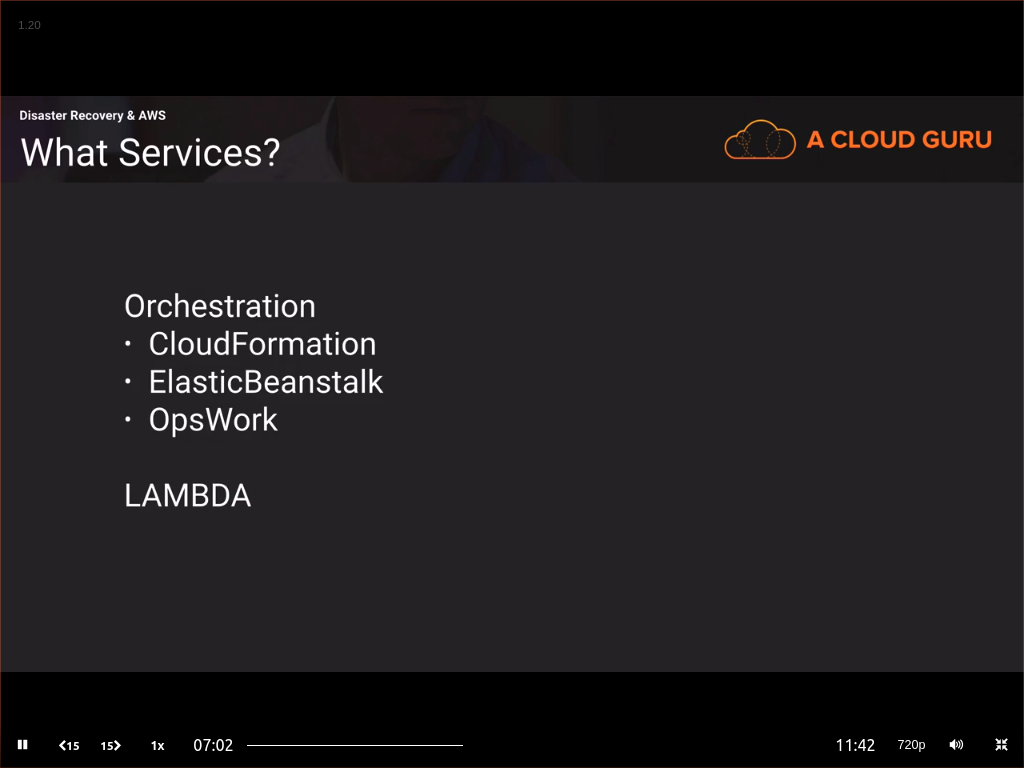 1.20
Disaster Recovery & AWS
What Services?
A CLOUD GURU
Orchestration
• CloudFormation
• ElasticBeanstalk
• OpsWork
LAMBDA
15 15 1x 07:02 11:42 720p